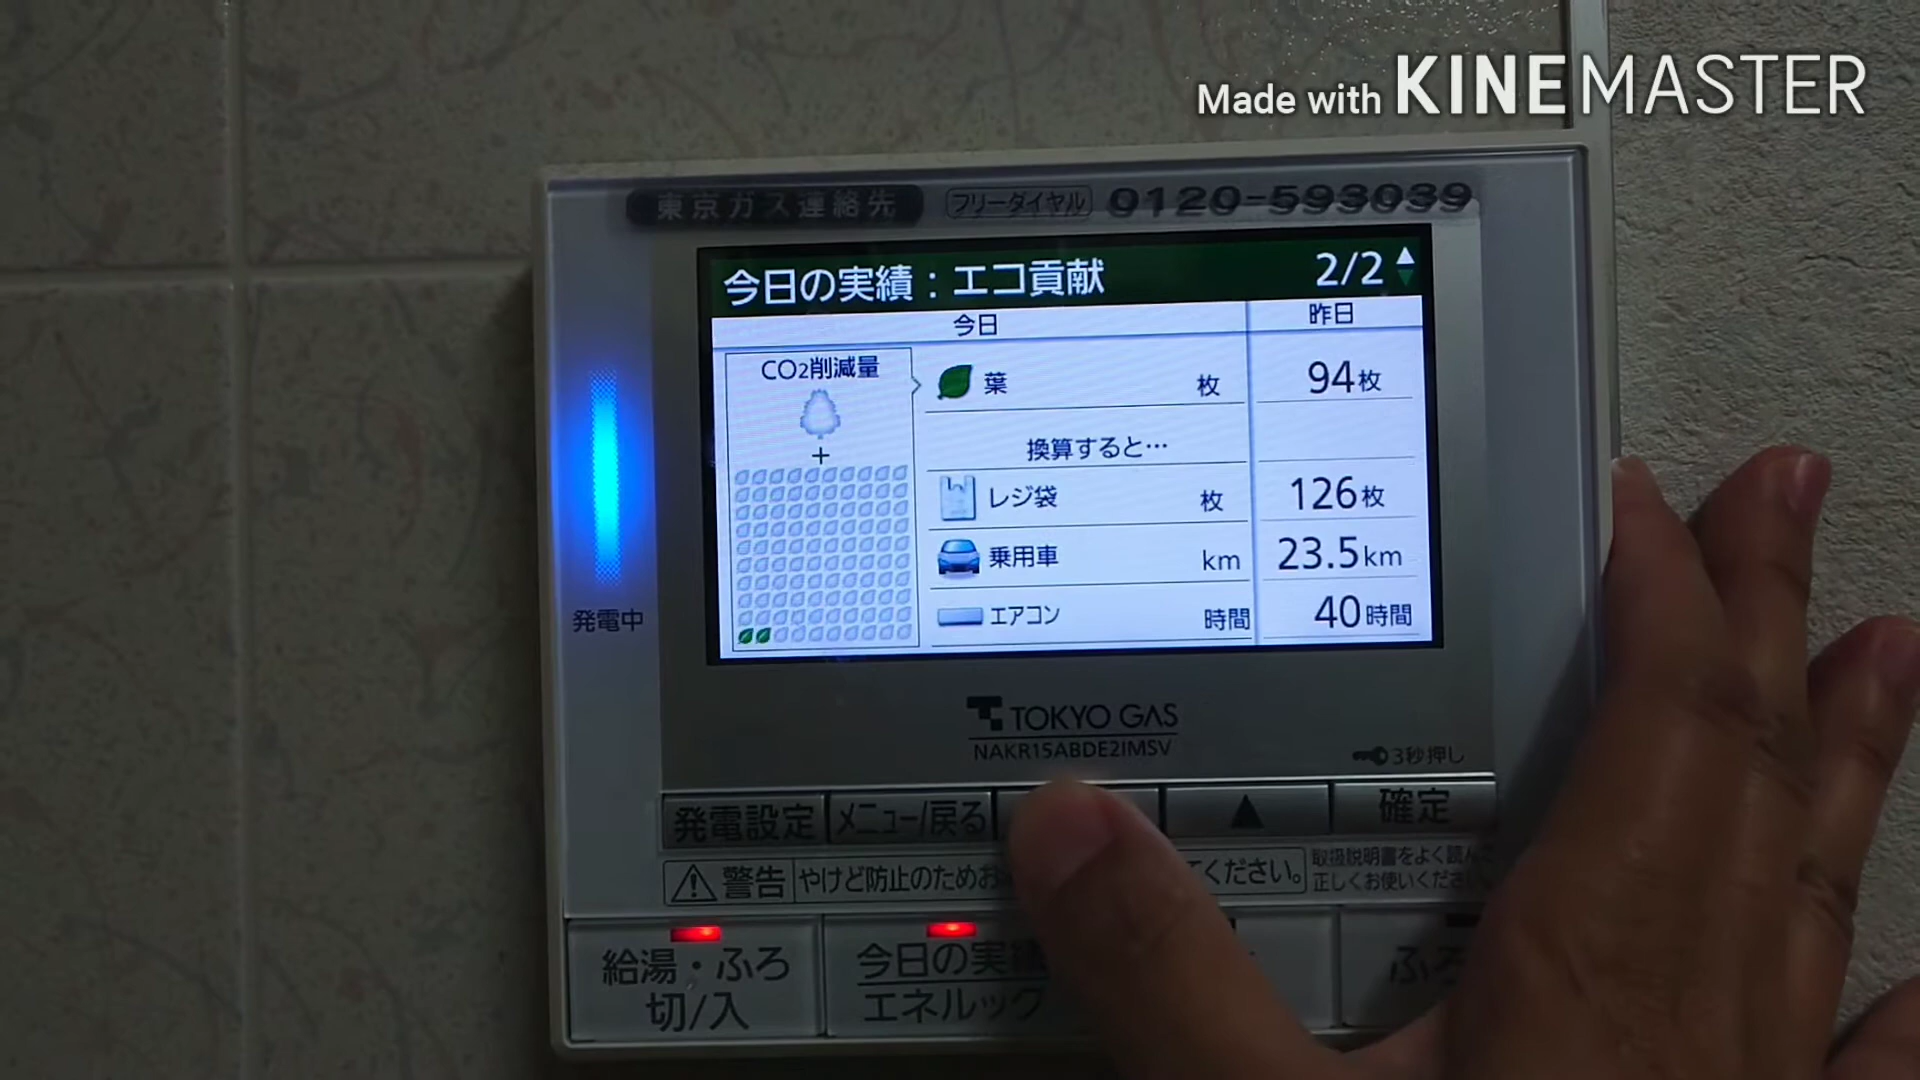 Made with KINEMASTER
東京ガス連絡先 フリーダイヤル 0120-593039
今日の実績：エコ貢献 2/2
今日 昨日
CO2削減量
葉 枚 94枚
+
換算すると…
レジ袋 枚 126枚
乗用車 km 23.5km
エアコン 時間 40時間
発電中
TOKYO GAS
NAKR15ABDE2IMSV
3秒押し
発電設定 メニュー/戻る ▲ 確定
警告 やけど防止のためお ください。
取扱説明書をよく読ん
正しくお使いくださ
給湯・ふろ
切/入
今日の実績
エネルック
ふろ